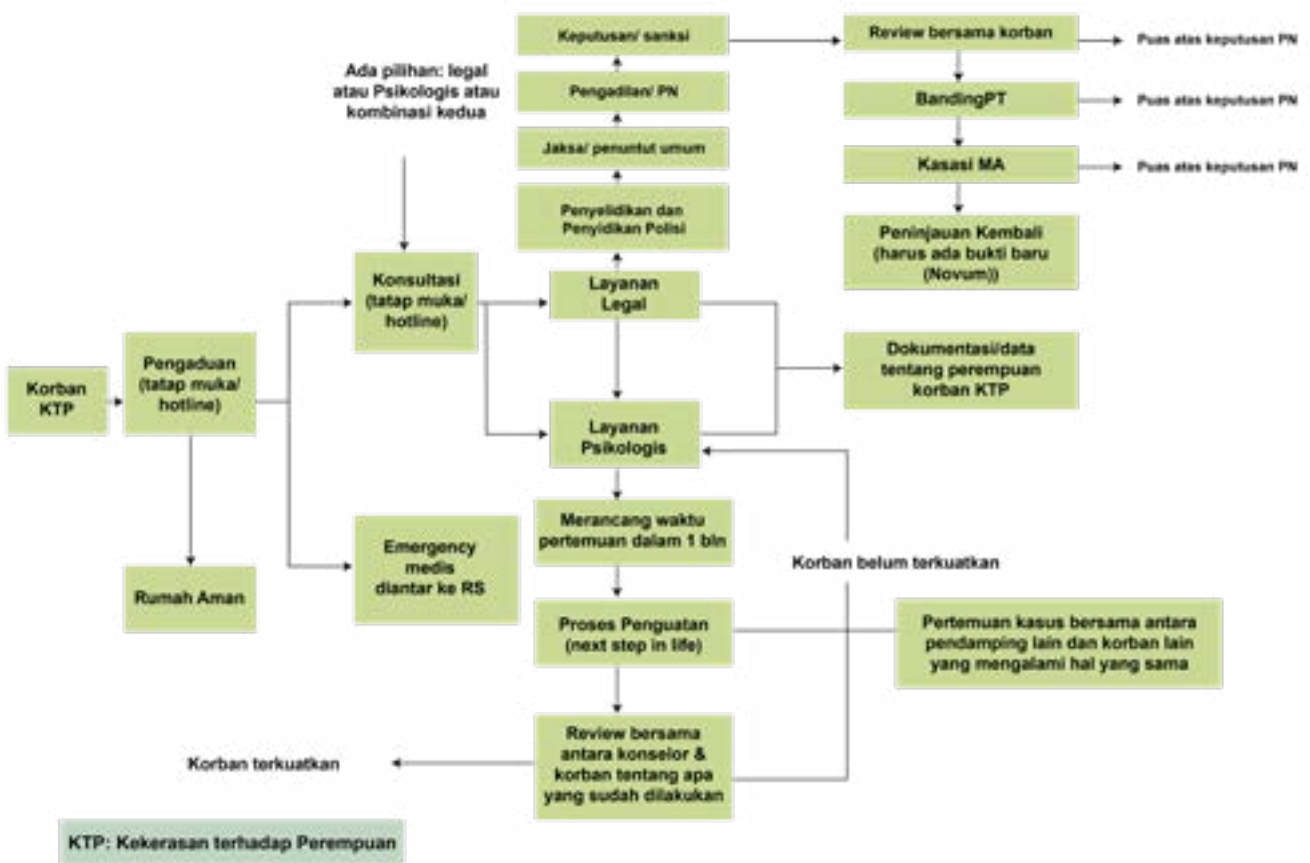 Keputusan/ sanksi
Review bersama korban
Puas atas keputusan PN
Ada pilihan: legal
atau Psikologis atau
kombinasi kedua
Pengadilan/ PN
BandingPT
Puas atas keputusan PN
Jaksa/ penuntut umum
Kasasi MA
Puas atas keputusan PN
Penyelidikan dan
Penyidikan Polisi
Peninjauan Kembali
(harus ada bukti baru
(Novum))
Konsultasi
(tatap muka/
hotline)
Layanan
Legal
Korban
KTP
Pengaduan
(tatap muka/
hotline)
Dokumentasi/data
tentang perempuan
korban KTP
Layanan
Psikologis
Merancang waktu
pertemuan dalam 1 bln
Emergency
medis
diantar ke RS
Korban belum terkuatkan
Rumah Aman
Proses Penguatan
(next step in life)
Pertemuan kasus bersama antara
pendamping lain dan korban lain
yang mengalami hal yang sama
Review bersama
antara konselor &
korban tentang apa
yang sudah dilakukan
Korban terkuatkan
KTP: Kekerasan terhadap Perempuan